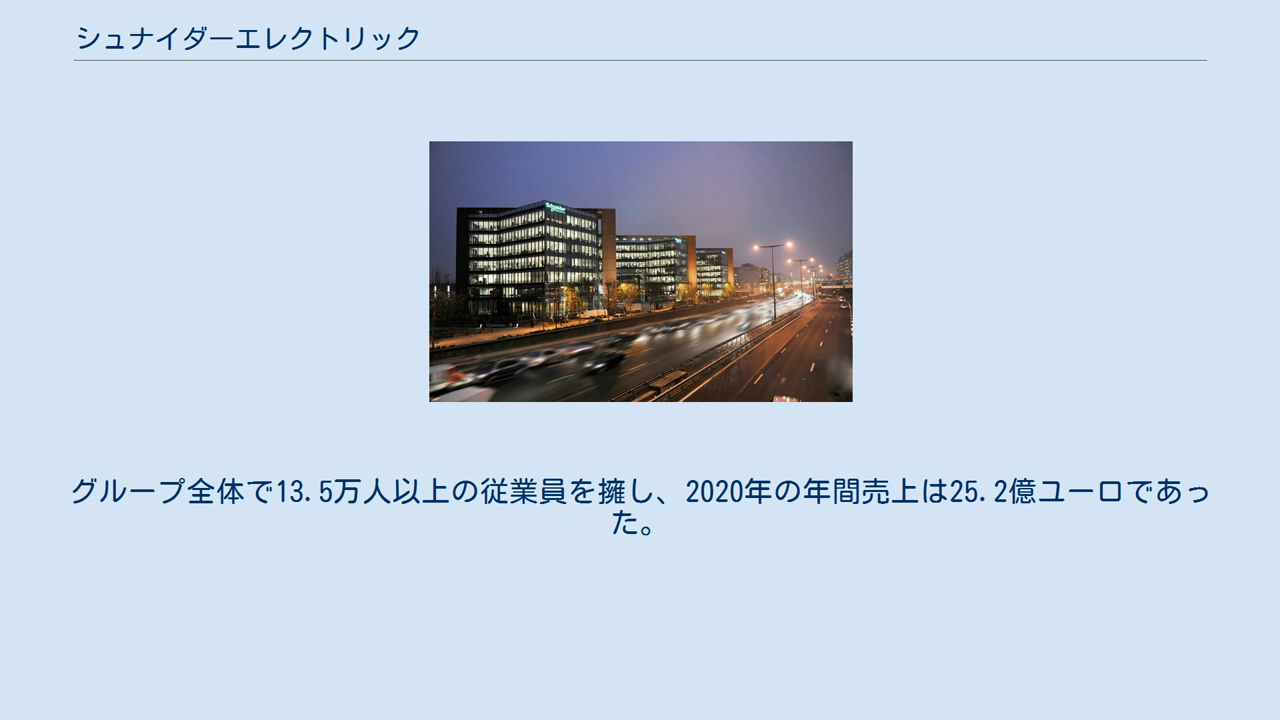 シュナイダーエレクトリック
Schneider
グループ全体で13.5万人以上の従業員を擁し、2020年の年間売上は25.2億ユーロであっ
た。